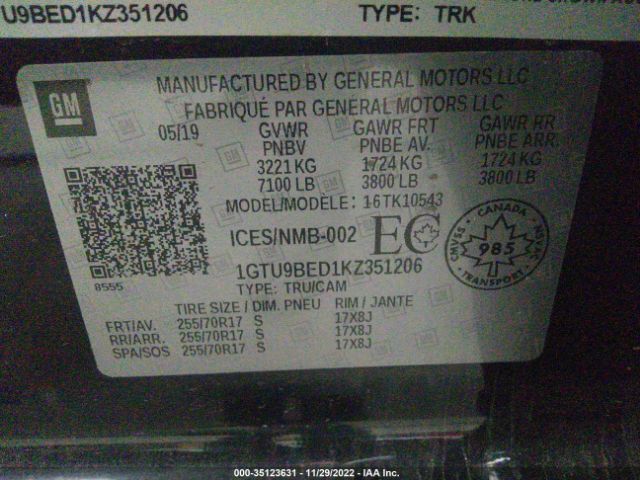 U9BED1KZ351206 TYPE: TRK
GM
MANUFACTURED BY GENERAL MOTORS LLC
FABRIQUÉ PAR GENERAL MOTORS LLC
05/19 GVWR GAWR FRT GAWR RR
PNBV PNBE AV. PNBE ARR.
3221 KG 1724 KG 1724 KG
7100 LB 3800 LB 3800 LB
MODEL/MODÈLE: 16TK10543
ICES/NMB-002 EC
CANADA
CMVSS 985 NSVAC
TRANSPORT
1GTU9BED1KZ351206
TYPE: TRU/CAM
8555
TIRE SIZE / DIM. PNEU RIM / JANTE
FRT/AV. 255/70R17 S 17X8J
RR/ARR. 255/70R17 S 17X8J
SPA/SOS 255/70R17 S 17X8J
000-35123631 - 11/29/2022 - IAA Inc.